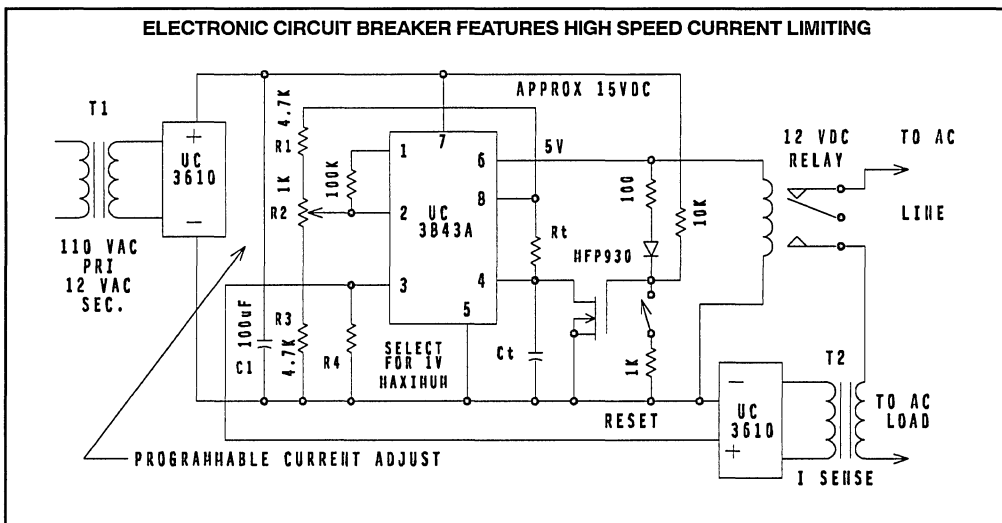 ELECTRONIC CIRCUIT BREAKER FEATURES HIGH SPEED CURRENT LIMITING
APPROX 15VDC
T1
4.7K
R1
12 VDC
RELAY
TO AC
+
UC
3610
−
1
7
6
5V
100K
1K
R2
2
UC
3843A
8
100
10K
LINE
Rt
HFP930
110 VAC
PRI
12 VAC
SEC.
3
4
5
100uF
C1
R3
4.7K
R4
SELECT
FOR 1V
MAXIMUM
Ct
1K
T2
−
UC
3610
+
TO AC
LOAD
RESET
PROGRAMMABLE CURRENT ADJUST
I SENSE